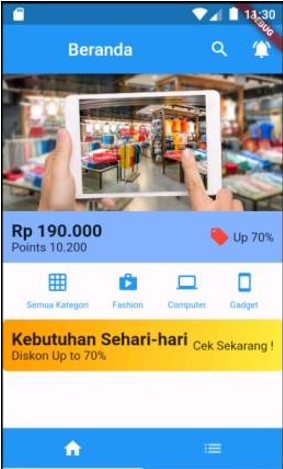 11:30
DEBUG
Beranda
Rp 190.000
Points 10.200
Up 70%
Semua Kategori
Fashion
Computer
Gadget
Kebutuhan Sehari-hari
Cek Sekarang !
Diskon Up to 70%